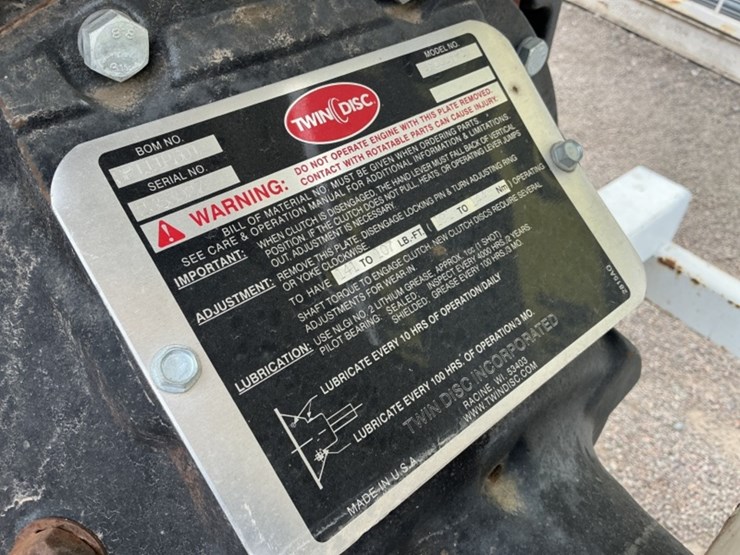 MODEL NO.
TWIN DISC
BOM NO.
SERIAL NO.
WARNING: DO NOT OPERATE ENGINE WITH THIS PLATE REMOVED.
CONTACT WITH ROTATABLE PARTS CAN CAUSE INJURY.
BILL OF MATERIAL NO. MUST BE GIVEN WHEN ORDERING PARTS.
SEE CARE & OPERATION MANUAL FOR ADDITIONAL INFORMATION & LIMITATIONS.
IMPORTANT: WHEN CLUTCH IS DISENGAGED, THE HAND LEVER MUST FALL BACK OF VERTICAL
POSITION. IF THE CLUTCH DOES NOT PULL, HEATS, OR OPERATING LEVER JUMPS
OUT, ADJUSTMENT IS NECESSARY.
ADJUSTMENT: REMOVE THIS PLATE, DISENGAGE LOCKING PIN & TURN ADJUSTING RING
OR YOKE CLOCKWISE
TO HAVE TO LB.-FT. TO Nm OPERATING
SHAFT TORQUE TO ENGAGE CLUTCH. NEW CLUTCH DISCS REQUIRE SEVERAL
ADJUSTMENTS FOR WEAR-IN.
LUBRICATION: USE NLGI NO. 2 LITHIUM GREASE, APPROX. (1 SHOT)
PILOT BEARING: SEALED: INSPECT EVERY 4000 HRS./3 YEARS.
SHIELDED: GREASE EVERY 100 HRS./3 MO.
LUBRICATE EVERY 10 HRS OF OPERATION/DAILY
LUBRICATE EVERY 100 HRS. OF OPERATION/3 MO.
TWIN DISC INCORPORATED
RACINE, WI, 53403
WWW.TWINDISC.COM
MADE IN U.S.A.